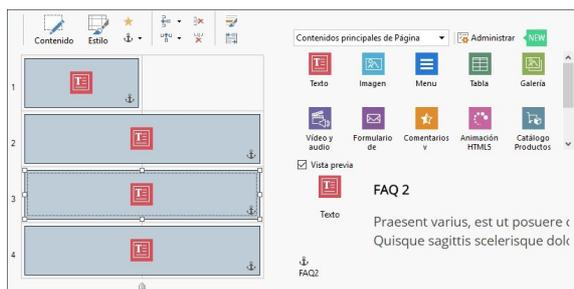 Contenido Estilo
Contenidos principales de Página
Administrar
NEW
Texto Imagen Menu Tabla Galería
Vídeo y audio
Formulario de
Comentarios v
Animación HTML5
Catálogo Productos
Vista previa
Texto
FAQ 2
Praesent varius, est ut posuere
Quisque sagittis scelerisque
FAQ2
1
2
3
4